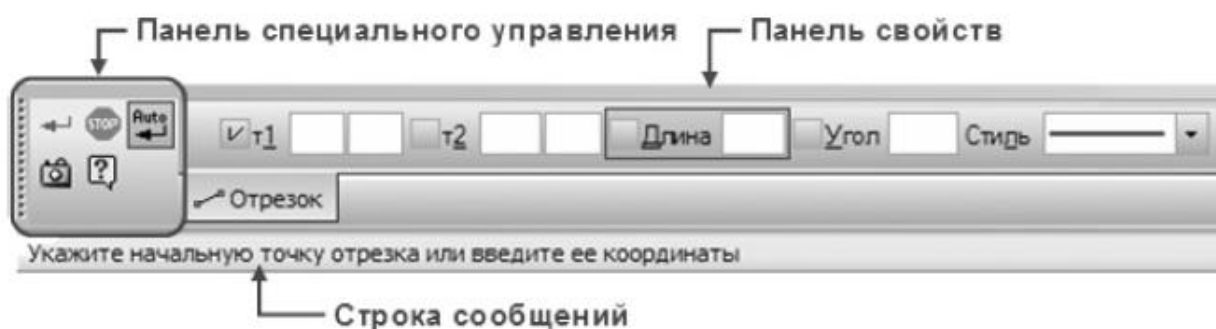 Панель специального управления Панель свойств
STOP Auto т1 т2 Длина Угол Стиль
?
Отрезок
Укажите начальную точку отрезка или введите ее координаты
Строка сообщений